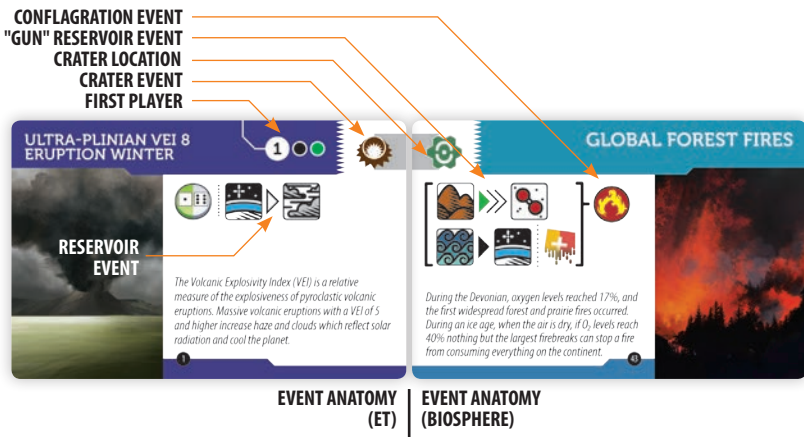 CONFLAGRATION EVENT
"GUN" RESERVOIR EVENT
CRATER LOCATION
CRATER EVENT
FIRST PLAYER
ULTRA-PLINIAN VEI 8
ERUPTION WINTER
1
RESERVOIR
EVENT
The Volcanic Explosivity Index (VEI) is a relative
measure of the explosiveness of pyroclastic volcanic
eruptions. Massive volcanic eruptions with a VEI of 5
and higher increase haze and clouds which reflect solar
radiation and cool the planet.
1
GLOBAL FOREST FIRES
During the Devonian, oxygen levels reached 17%, and
the first widespread forest and prairie fires occurred.
During an ice age, when the air is dry, if O₂ levels reach
40% nothing but the largest firebreaks can stop a fire
from consuming everything on the continent.
43
EVENT ANATOMY
(ET)
EVENT ANATOMY
(BIOSPHERE)